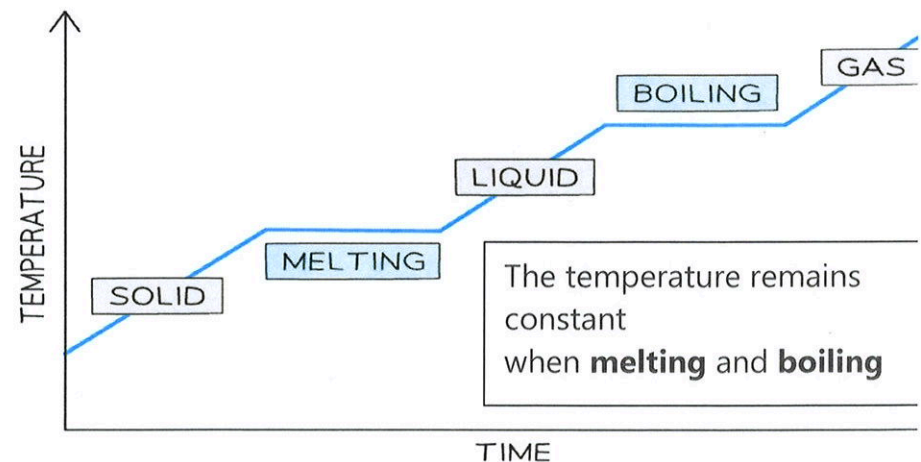 GAS
BOILING
LIQUID
MELTING
SOLID
TEMPERATURE
The temperature remains
constant
when melting and boiling
TIME